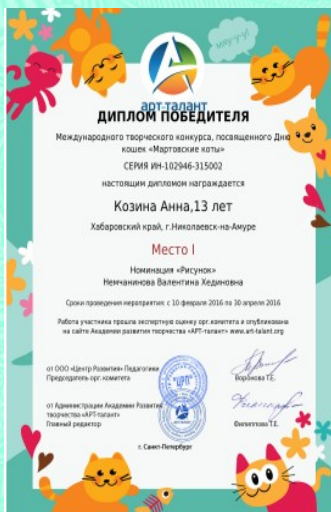 мяу-у-у!
АРТ-ТАЛАНТ
ДИПЛОМ ПОБЕДИТЕЛЯ
Международного творческого конкурса, посвященного Дню
кошек «Мартовские коты»
СЕРИЯ ИН-102946-315002
настоящим дипломом награждается
Козина Анна,13 лет
Хабаровский край, г.Николаевск-на-Амуре
Место I
Номинация «Рисунок»
Немчанинова Валентина Хединовна
Сроки проведения мероприятия: с 10 февраля 2016 по 30 апреля 2016
Работа участника прошла экспертную оценку орг.комитета и опубликована
на сайте Академии развития творчества «АРТ-талант» www.art-talant.org
от ООО «Центр Развития» Педагогики
Председатель орг. комитета
Воронова Т.Е.
от Администрации Академии Развития
творчества «АРТ-талант»
Главный редактор
Филиппова Т.Е.
г. Санкт-Петербург